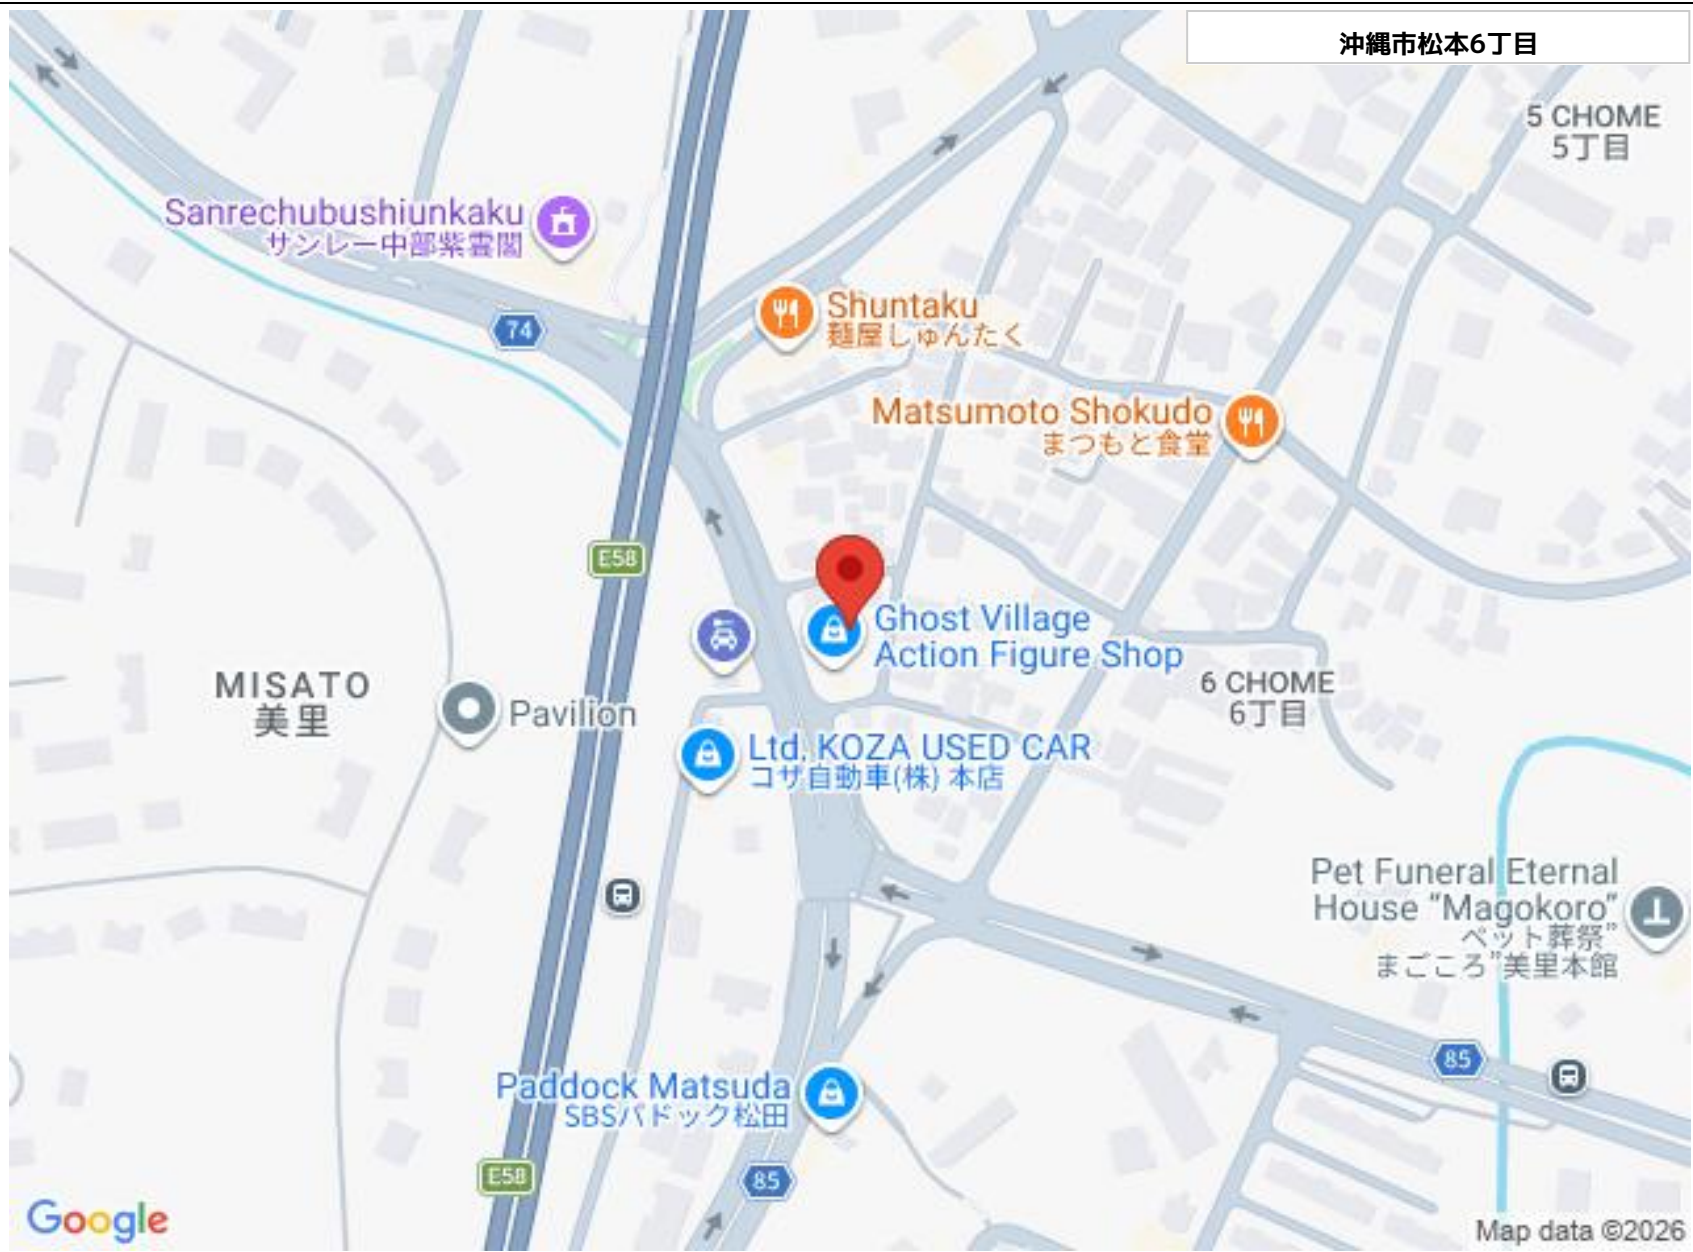 沖縄市松本6丁目
5 CHOME
5丁目
Sanrechubushiunkaku
サンレー中部紫雲閣
74
Shuntaku
麺屋しゅんたく
Matsumoto Shokudo
まつもと食堂
E58
Ghost Village
Action Figure Shop
MISATO
美里
Pavilion
6 CHOME
6丁目
Ltd. KOZA USED CAR
コザ自動車(株) 本店
Pet Funeral Eternal
House “Magokoro”
ペット葬祭”
まごころ”美里本館
85
Paddock Matsuda
SBSパドック松田
E58
85
Google
Map data ©2026